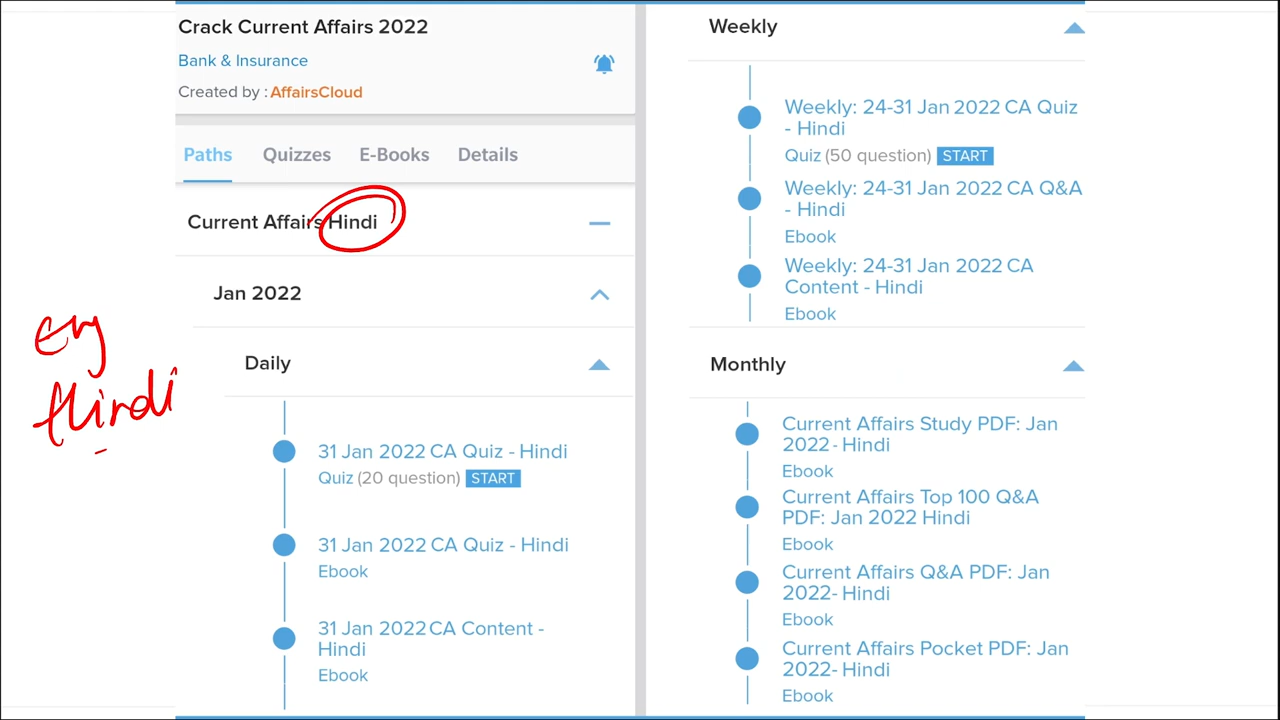 Crack Current Affairs 2022
Bank & Insurance
Created by : AffairsCloud
Paths Quizzes E-Books Details
Current Affairs Hindi
Jan 2022
Daily
31 Jan 2022 CA Quiz - Hindi
Quiz (20 question) START
31 Jan 2022 CA Quiz - Hindi
Ebook
31 Jan 2022 CA Content -
Hindi
Ebook
Eng
Hindi
Weekly
Weekly: 24-31 Jan 2022 CA Quiz
- Hindi
Quiz (50 question) START
Weekly: 24-31 Jan 2022 CA Q&A
- Hindi
Ebook
Weekly: 24-31 Jan 2022 CA
Content - Hindi
Ebook
Monthly
Current Affairs Study PDF: Jan
2022 - Hindi
Ebook
Current Affairs Top 100 Q&A
PDF: Jan 2022 Hindi
Ebook
Current Affairs Q&A PDF: Jan
2022- Hindi
Ebook
Current Affairs Pocket PDF: Jan
2022- Hindi
Ebook